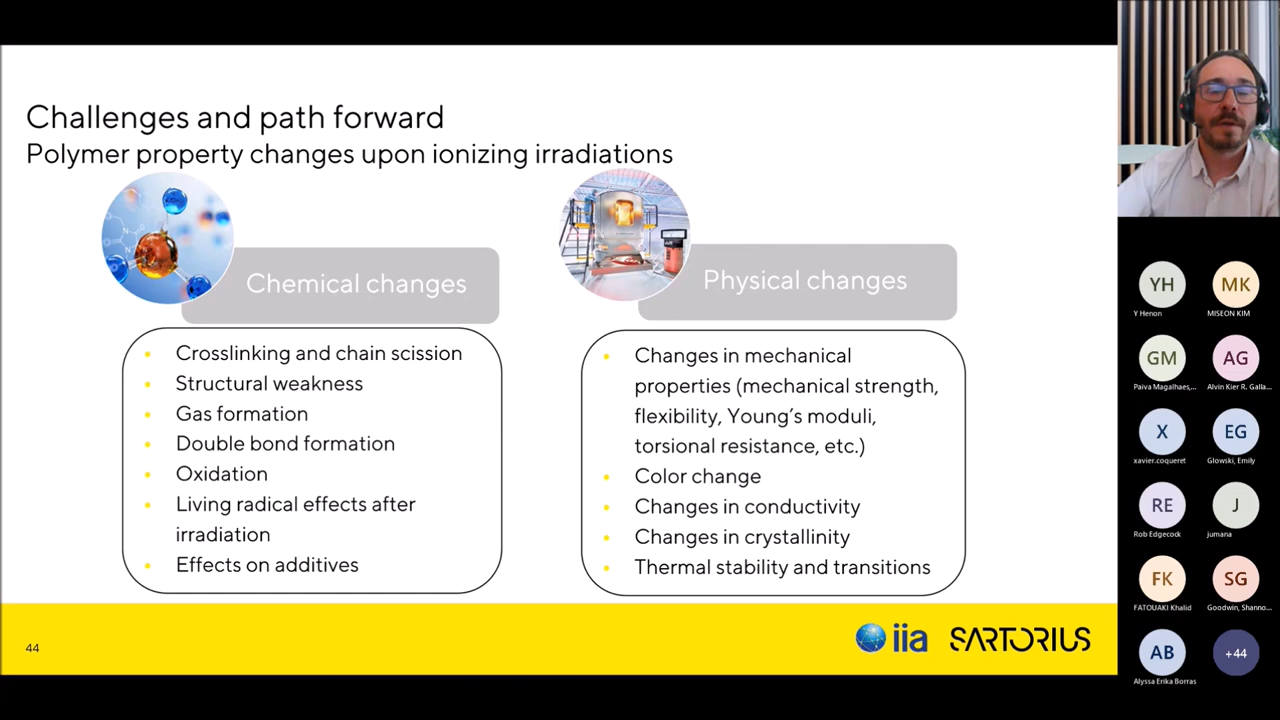 Challenges and path forward
Polymer property changes upon ionizing irradiations
Chemical changes
Crosslinking and chain scission
Structural weakness
Gas formation
Double bond formation
Oxidation
Living radical effects after
irradiation
Effects on additives
Physical changes
Changes in mechanical
properties (mechanical strength,
flexibility, Young’s moduli,
torsional resistance, etc.)
Color change
Changes in conductivity
Changes in crystallinity
Thermal stability and transitions
44
iia
SARTORIUS
YH
Y Henon
MK
MISEON KIM
GM
Paiva Magalhaes,...
AG
Alvin Kier R. Galla...
X
xavier.coqueret
EG
Glowski, Emily
RE
Rob Edgecock
J
jumana
FK
FATOUAKI Khalid
SG
Goodwin, Shanno...
AB
Alyssa Erika Borras
+44